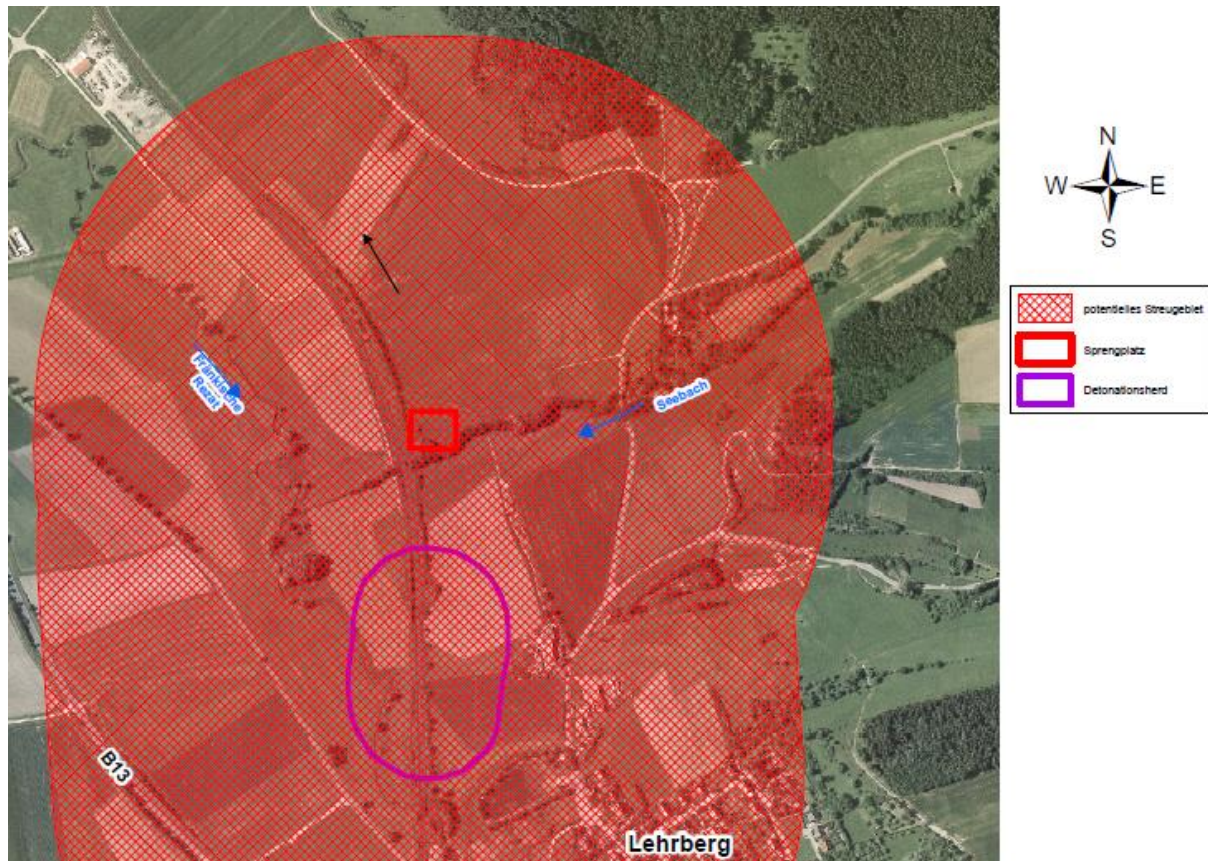 N
W E
S
potentielles Streugebiet
Sprengplatz
Detonationsherd
Fränkische
Rezat
Seebach
B13
Lehrberg